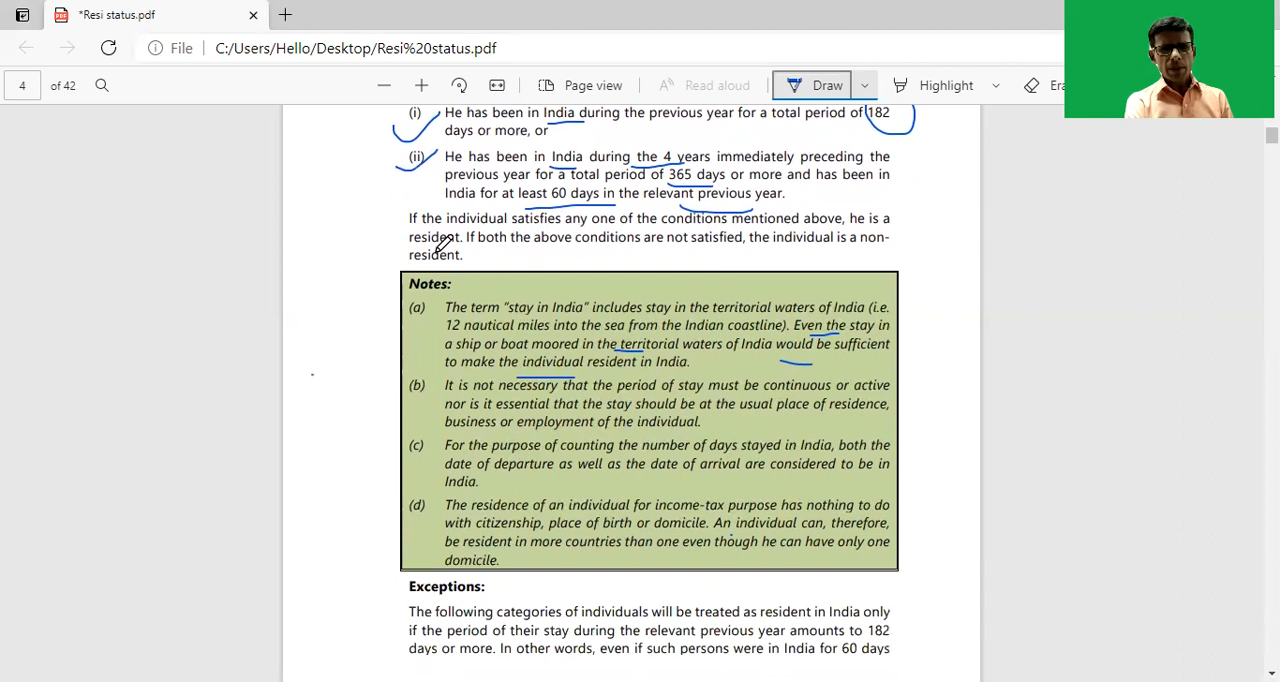 *Resi status.pdf
File | C:/Users/Hello/Desktop/Resi%20status.pdf
4 of 42
Page view
Read aloud
Draw
Highlight
Era
(i) He has been in India during the previous year for a total period of 182
days or more, or
(ii) He has been in India during the 4 years immediately preceding the
previous year for a total period of 365 days or more and has been in
India for at least 60 days in the relevant previous year.
If the individual satisfies any one of the conditions mentioned above, he is a
resident. If both the above conditions are not satisfied, the individual is a non-
resident.
Notes:
(a) The term "stay in India" includes stay in the territorial waters of India (i.e.
12 nautical miles into the sea from the Indian coastline). Even the stay in
a ship or boat moored in the territorial waters of India would be sufficient
to make the individual resident in India.
(b) It is not necessary that the period of stay must be continuous or active
nor is it essential that the stay should be at the usual place of residence,
business or employment of the individual.
(c) For the purpose of counting the number of days stayed in India, both the
date of departure as well as the date of arrival are considered to be in
India.
(d) The residence of an individual for income-tax purpose has nothing to do
with citizenship, place of birth or domicile. An individual can, therefore,
be resident in more countries than one even though he can have only one
domicile.
Exceptions:
The following categories of individuals will be treated as resident in India only
if the period of their stay during the relevant previous year amounts to 182
days or more. In other words, even if such persons were in India for 60 days